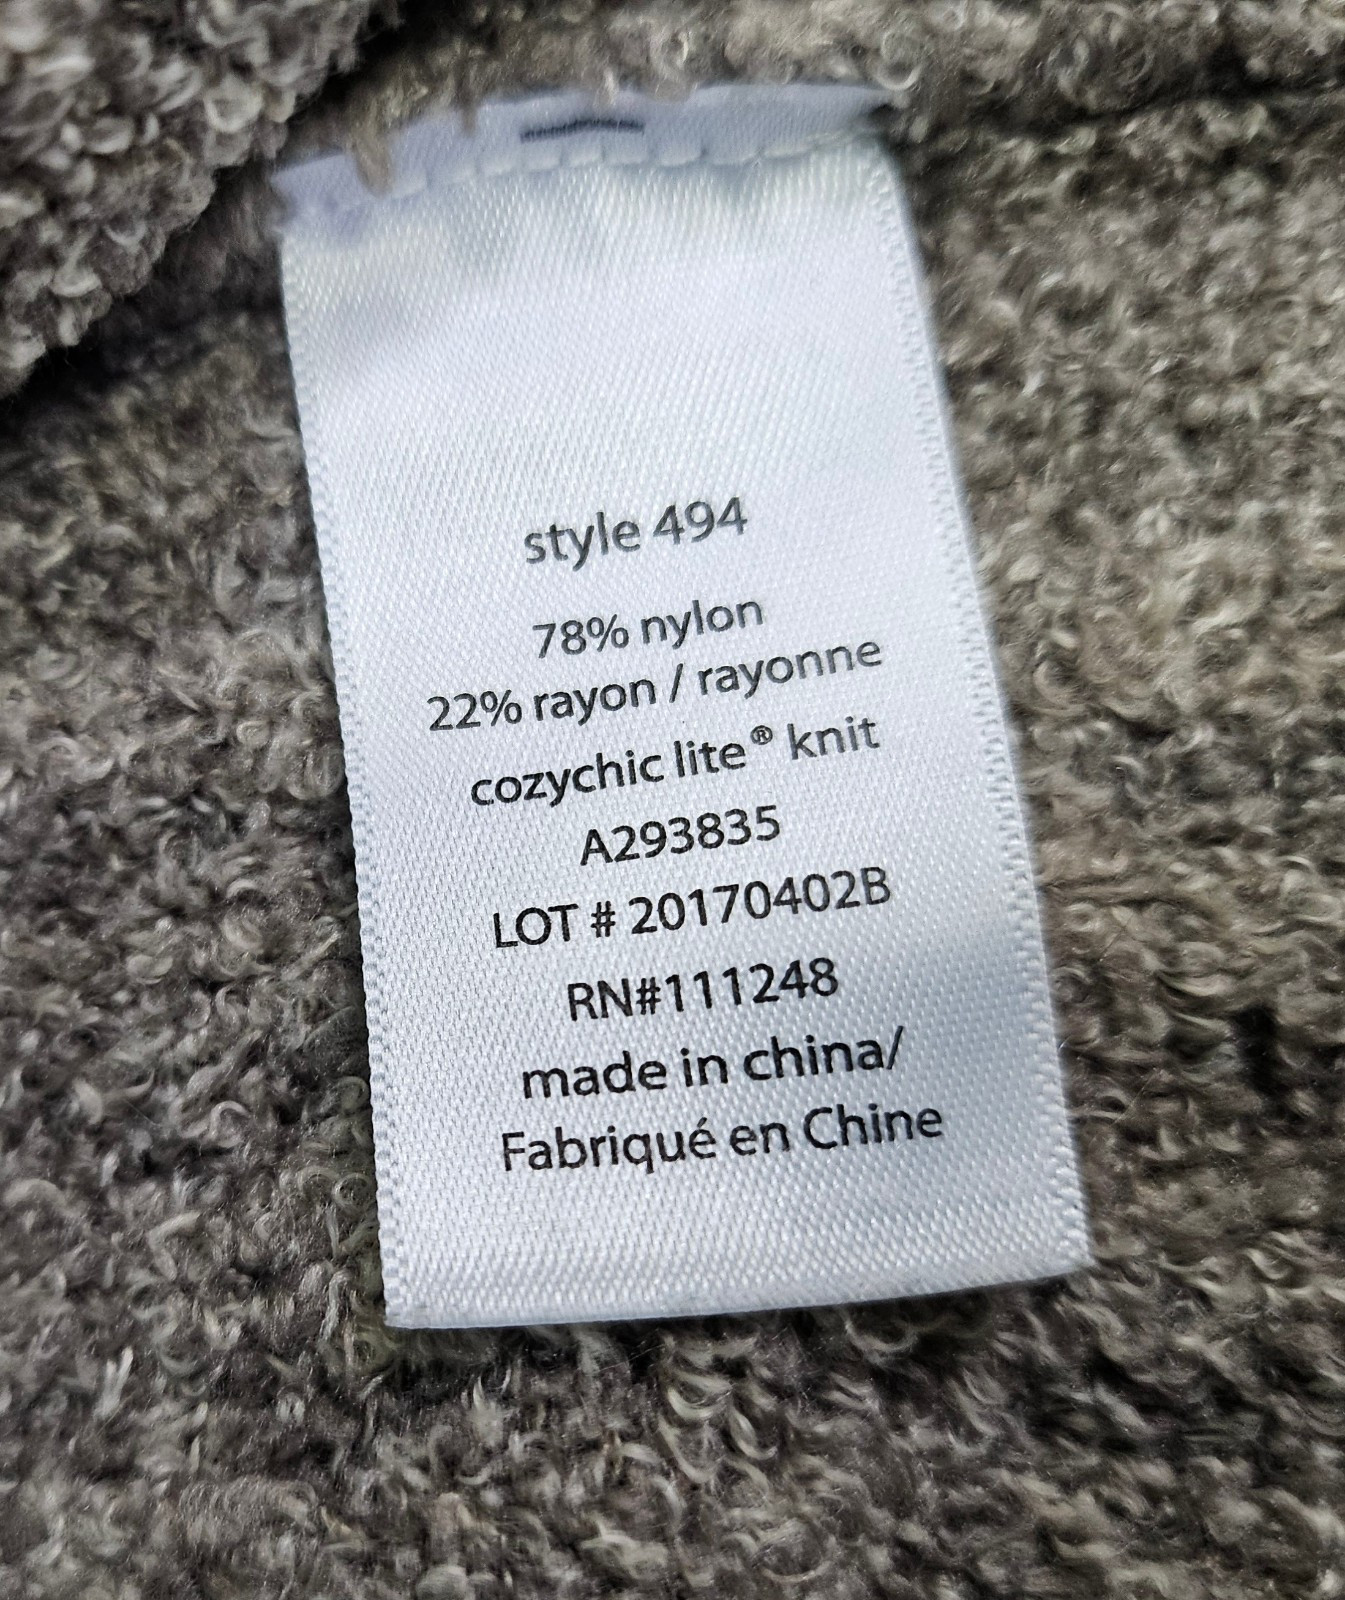 style 494
78% nylon
22% rayon / rayonne
cozychic lite® knit
A293835
LOT # 20170402B
RN#111248
made in china/
Fabriqué en Chine